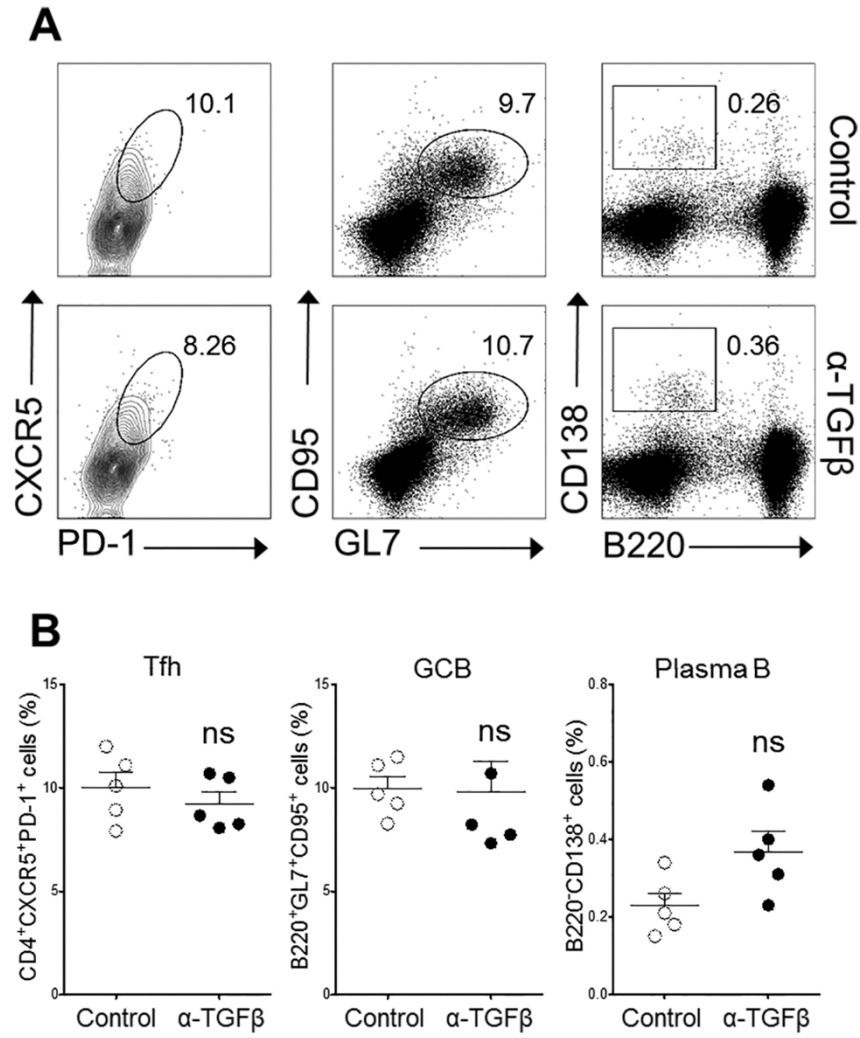 A
10.1
9.7
0.26
Control
CXCR5
8.26
CD95
10.7
CD138
0.36
α-TGFβ
PD-1
GL7
B220
B
Tfh
GCB
Plasma B
CD4⁺CXCR5⁺PD-1⁺ cells (%)
15
10
5
0
ns
Control
α-TGFβ
B220⁺GL7⁺CD95⁺ cells (%)
15
10
5
0
ns
Control
α-TGFβ
B220⁻CD138⁺ cells (%)
0.8
0.6
0.4
0.2
0.0
ns
Control
α-TGFβ